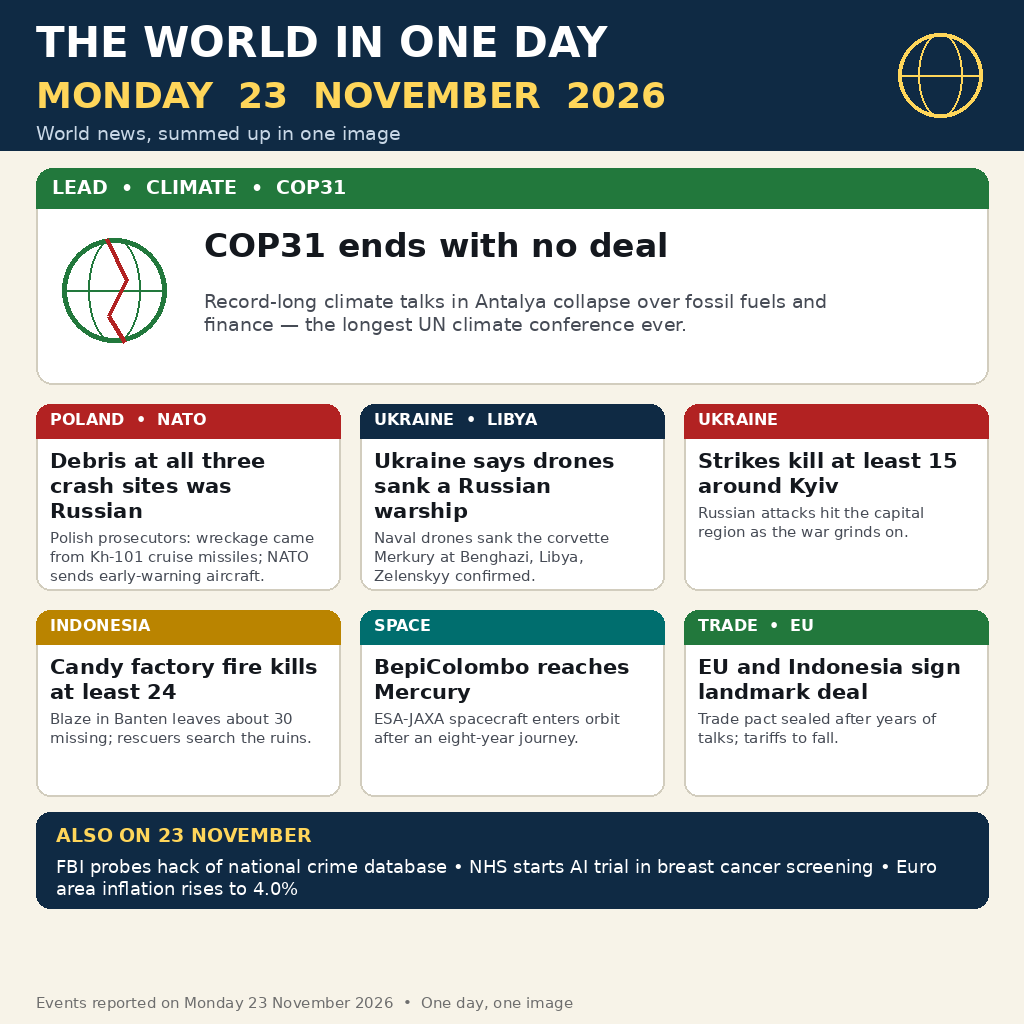 THE WORLD IN ONE DAY
MONDAY 23 NOVEMBER 2026
World news, summed up in one image
LEAD • CLIMATE • COP31
COP31 ends with no deal
Record-long climate talks in Antalya collapse over fossil fuels and
finance — the longest UN climate conference ever.
POLAND • NATO
Debris at all three
crash sites was
Russian
Polish prosecutors: wreckage came
from Kh-101 cruise missiles; NATO
sends early-warning aircraft.
UKRAINE • LIBYA
Ukraine says drones
sank a Russian
warship
Naval drones sank the corvette
Merkury at Benghazi, Libya,
Zelenskyy confirmed.
UKRAINE
Strikes kill at least 15
around Kyiv
Russian attacks hit the capital
region as the war grinds on.
INDONESIA
Candy factory fire kills
at least 24
Blaze in Banten leaves about 30
missing; rescuers search the ruins.
SPACE
BepiColombo reaches
Mercury
ESA-JAXA spacecraft enters orbit
after an eight-year journey.
TRADE • EU
EU and Indonesia sign
landmark deal
Trade pact sealed after years of
talks; tariffs to fall.
ALSO ON 23 NOVEMBER
FBI probes hack of national crime database • NHS starts AI trial in breast cancer screening • Euro
area inflation rises to 4.0%
Events reported on Monday 23 November 2026 • One day, one image